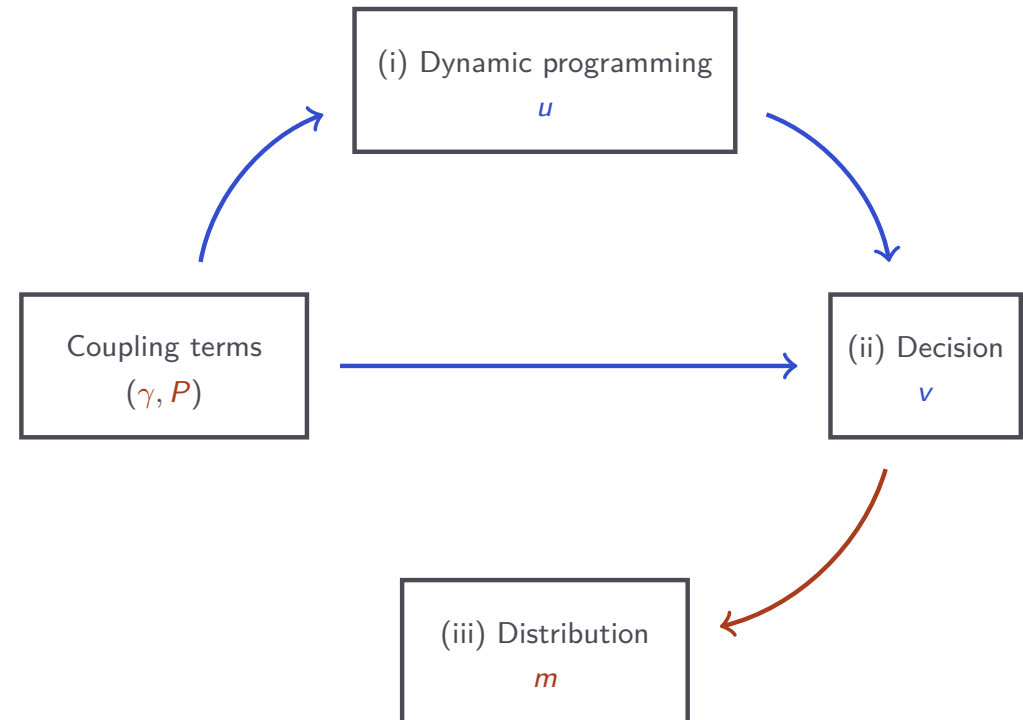 (i) Dynamic programming
u
Coupling terms
(γ, P)
(ii) Decision
v
(iii) Distribution
m